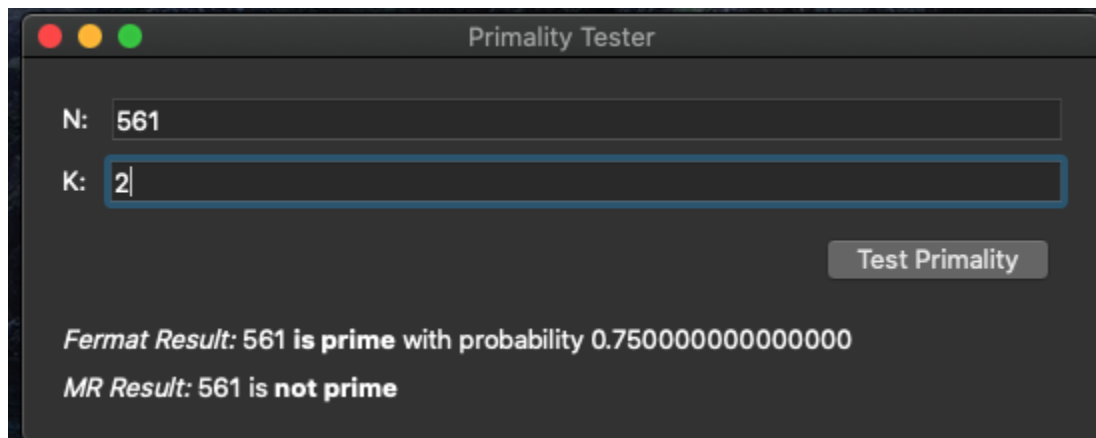 Primality Tester
N: 561
K: 2
Test Primality
Fermat Result: 561 is prime with probability 0.750000000000000
MR Result: 561 is not prime